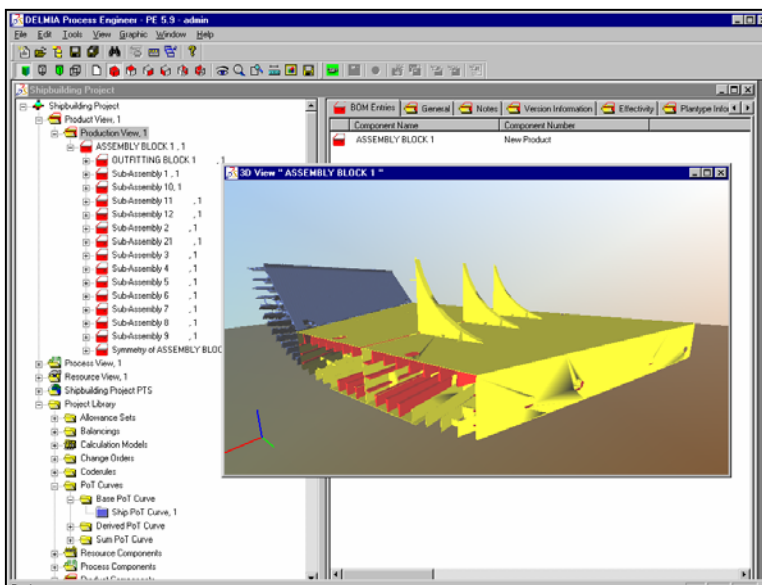 DELMIA Process Engineer - PE 5.9 - admin
File Edit Tools View Graphic Window Help
Shipbuilding Project
Shipbuilding Project
Product View, 1
Production View, 1
ASSEMBLY BLOCK 1 , 1
OUTFITTING BLOCK 1 , 1
Sub-Assembly 1 , 1
Sub-Assembly 10, 1
Sub-Assembly 11 , 1
Sub-Assembly 12 , 1
Sub-Assembly 2 , 1
Sub-Assembly 21 , 1
Sub-Assembly 3 , 1
Sub-Assembly 4 , 1
Sub-Assembly 5 , 1
Sub-Assembly 6 , 1
Sub-Assembly 7 , 1
Sub-Assembly 8 , 1
Sub-Assembly 9 , 1
Symmetry of ASSEMBLY BLOC
Process View, 1
Resource View, 1
Shipbuilding Project PTS
Project Library
Allowance Sets
Balancings
Calculation Models
Change Orders
Coderules
PoT Curves
Base PoT Curve
Ship PoT Curve, 1
Derived PoT Curve
Sum PoT Curve
Resource Components
Process Components
Product Components
BOM Entries General Notes Version Information Effectivity Plantype Infor
Component Name Component Number
ASSEMBLY BLOCK 1 New Product
3D View " ASSEMBLY BLOCK 1 "